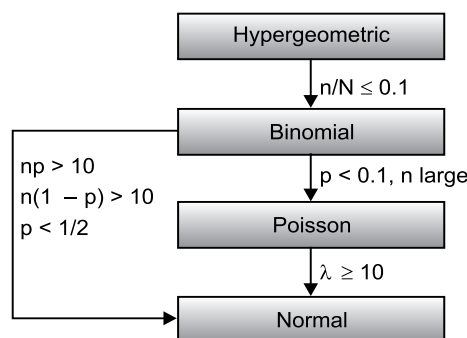 Hypergeometric
n/N ≤ 0.1
Binomial
np > 10
n(1 – p) > 10
p < 1/2
p < 0.1, n large
Poisson
λ ≥ 10
Normal